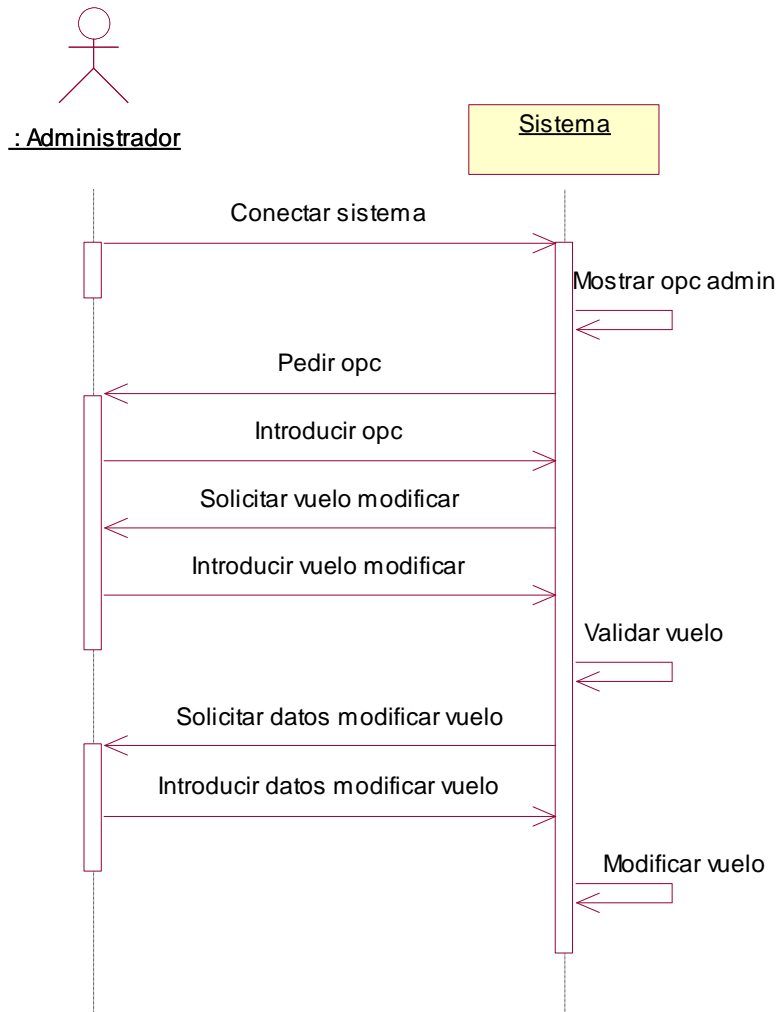 : Administrador
Sistema
Conectar sistema
Mostrar opc admin
Pedir opc
Introducir opc
Solicitar vuelo modificar
Introducir vuelo modificar
Validar vuelo
Solicitar datos modificar vuelo
Introducir datos modificar vuelo
Modificar vuelo